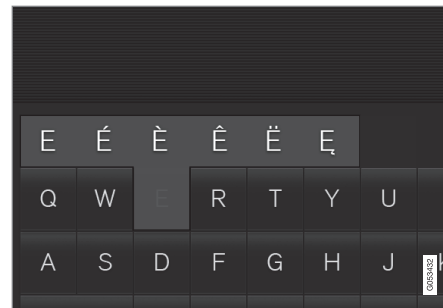 E É È Ê Ë Ę
Q W E R T Y U
A S D F G H J K
G053432